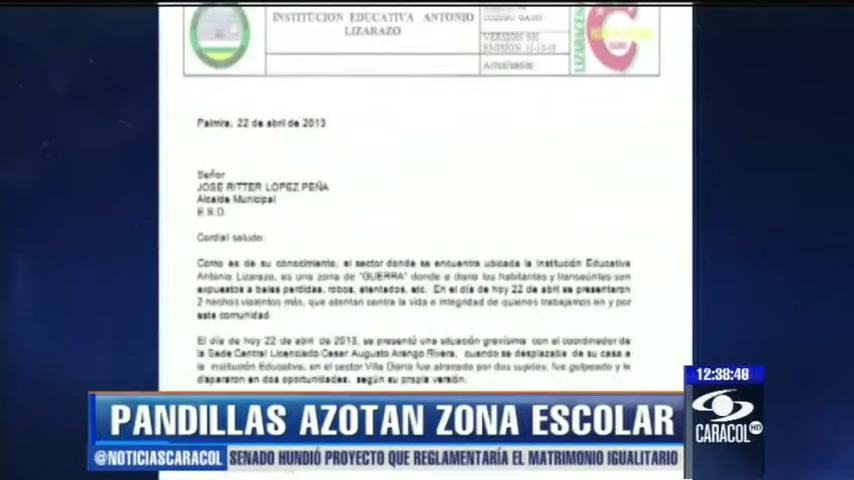 INSTITUCION EDUCATIVA ANTONIO
LIZARAZO
VERSION 001
LIZARACES
Palmira, 22 de abril de 2013
Señor
JOSE RITTER LOPEZ PEÑA
Alcalde Municipal
E.S.D.
Cordial saludo:
Como es de su conocimiento, el sector donde se encuentra ubicada la Institución Educativa
Antonio Lizarazo, es una zona de "GUERRA" donde a diario los habitantes y transeúntes son
expuestos a balas perdidas, robos, atentados, etc. En el día de hoy 22 de abril se presentaron
2 hechos violentos más, que atentan contra la vida e integridad de quienes trabajamos en y por
esta comunidad.
El día de hoy 22 de abril de 2013, se presentó una situación gravísima con el coordinador de
la Sede Central Licenciado Cesar Augusto Arango Rivera, cuando se desplazaba de su casa a
la institución Educativa, en el sector Villa Diana fue atracado por dos sujetos, fue golpeado y le
dispararon en dos oportunidades, según su propia versión.
12:38:46
PANDILLAS AZOTAN ZONA ESCOLAR
CARACOL HD
@NOTICIASCARACOL SENADO HUNDIÓ PROYECTO QUE REGLAMENTARÍA EL MATRIMONIO IGUALITARIO